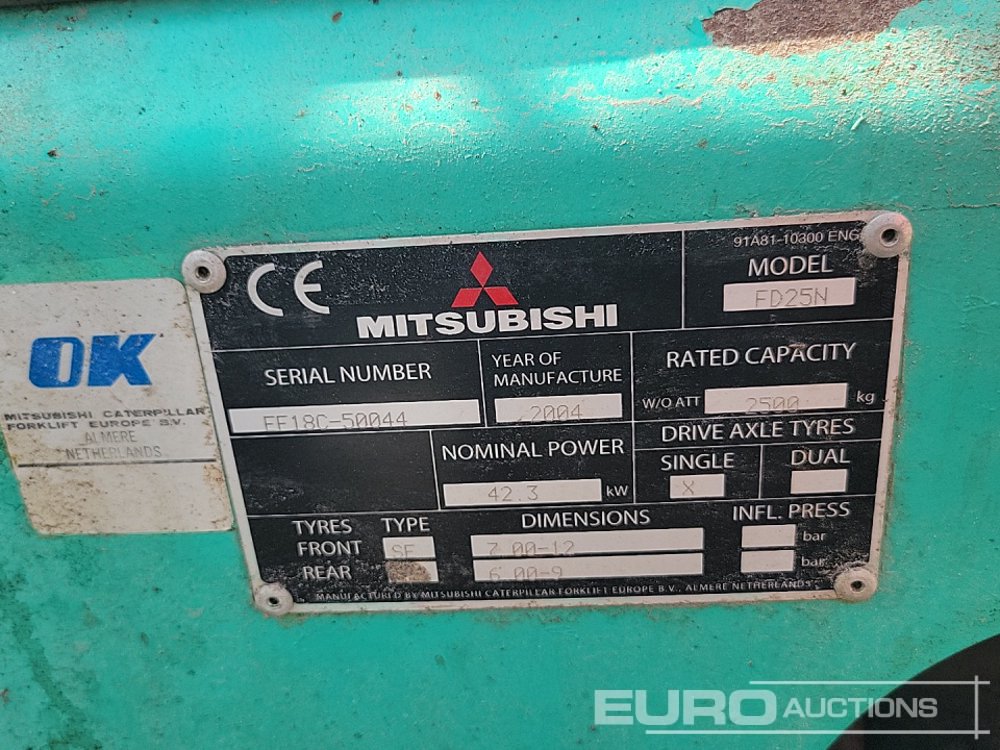 OK
MITSUBISHI CATERPILLAR
FORKLIFT EUROPE B.V.
ALMERE
NETHERLANDS
CE
MITSUBISHI
91A81-10300 ENG
MODEL
FD25N
SERIAL NUMBER
EF18C-50044
YEAR OF
MANUFACTURE
2004
RATED CAPACITY
W/O ATT 2500 kg
NOMINAL POWER
42.3 kW
DRIVE AXLE TYRES
SINGLE DUAL
X
TYRES TYPE DIMENSIONS INFL. PRESS
FRONT SE 7.00-12 bar
REAR 6.00-9 bar
MANUFACTURED BY MITSUBISHI CATERPILLAR FORKLIFT EUROPE B.V., ALMERE NETHERLANDS
EURO AUCTIONS